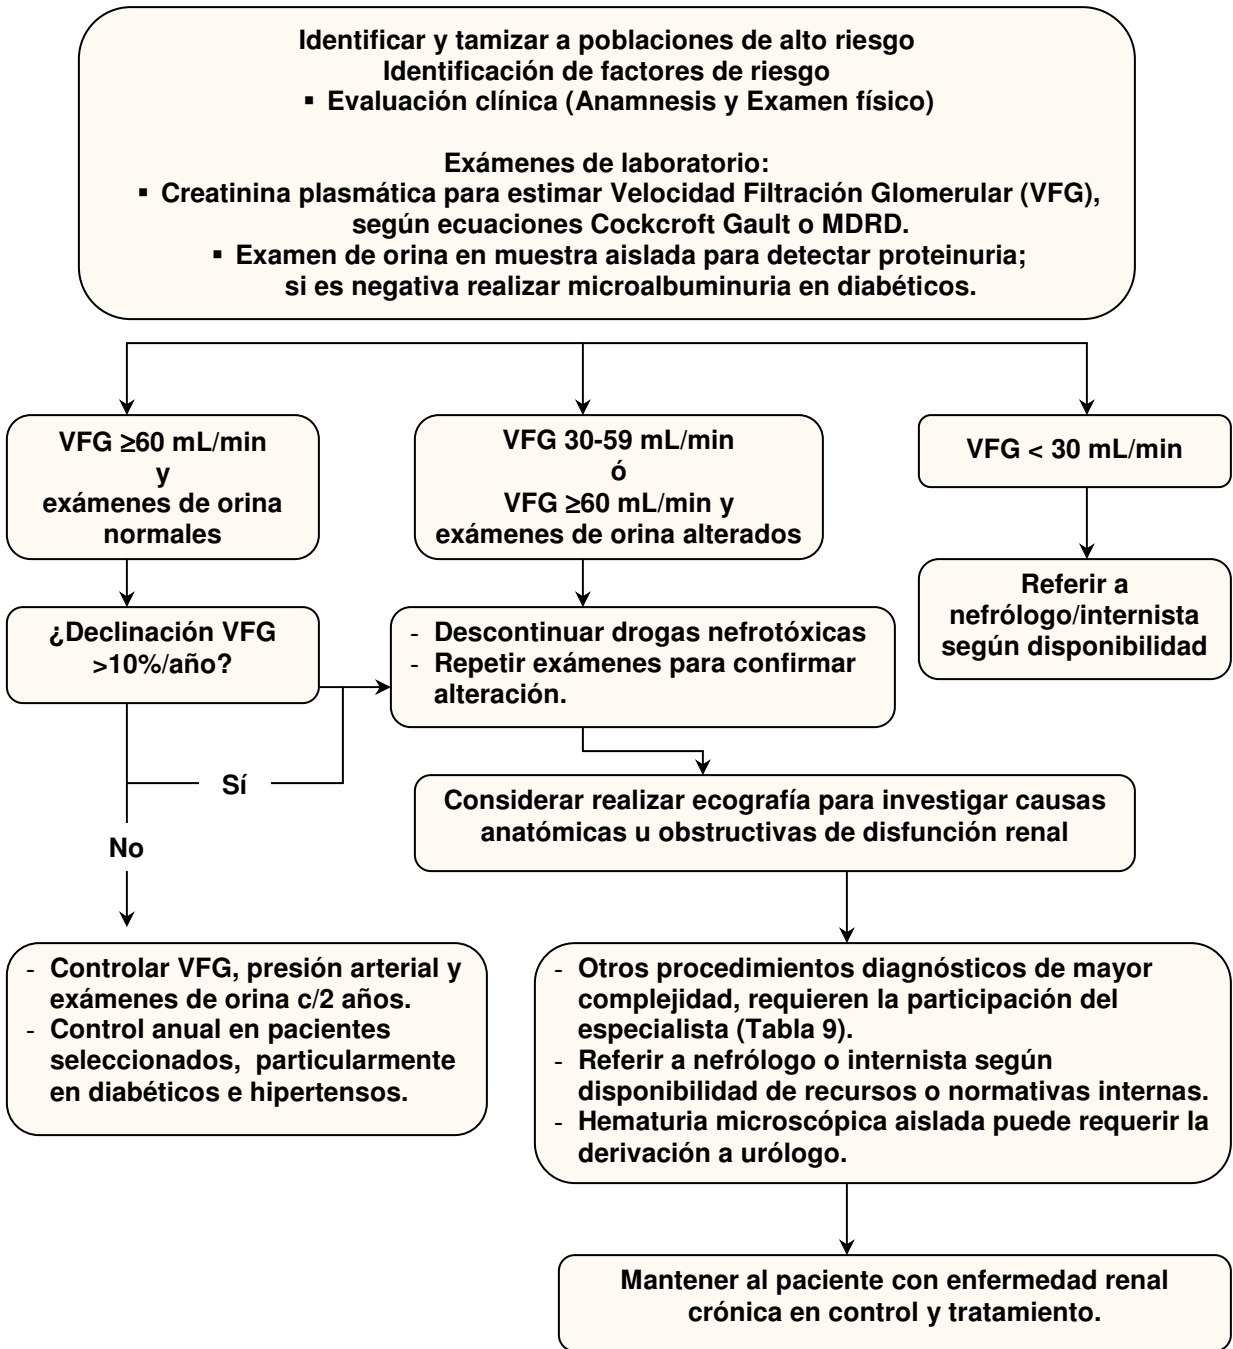 Identificar y tamizar a poblaciones de alto riesgo
Identificación de factores de riesgo
▪ Evaluación clínica (Anamnesis y Examen físico)
Exámenes de laboratorio:
▪ Creatinina plasmática para estimar Velocidad Filtración Glomerular (VFG),
según ecuaciones Cockcroft Gault o MDRD.
▪ Examen de orina en muestra aislada para detectar proteinuria;
si es negativa realizar microalbuminuria en diabéticos.
VFG ≥60 mL/min
y
exámenes de orina
normales
VFG 30-59 mL/min
ó
VFG ≥60 mL/min y
exámenes de orina alterados
VFG < 30 mL/min
Referir a
nefrólogo/internista
según disponibilidad
¿Declinación VFG
>10%/año?
- Descontinuar drogas nefrotóxicas
- Repetir exámenes para confirmar
alteración.
Sí
No
Considerar realizar ecografía para investigar causas
anatómicas u obstructivas de disfunción renal
- Controlar VFG, presión arterial y
exámenes de orina c/2 años.
- Control anual en pacientes
seleccionados, particularmente
en diabéticos e hipertensos.
- Otros procedimientos diagnósticos de mayor
complejidad, requieren la participación del
especialista (Tabla 9).
- Referir a nefrólogo o internista según
disponibilidad de recursos o normativas internas.
- Hematuria microscópica aislada puede requerir la
derivación a urólogo.
Mantener al paciente con enfermedad renal
crónica en control y tratamiento.